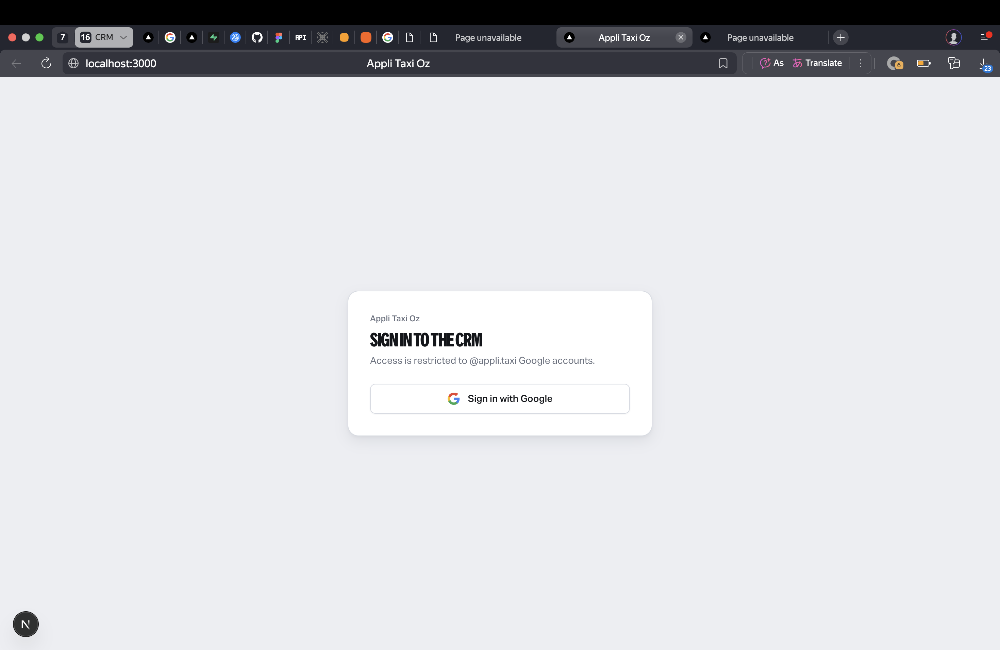 7
16 CRM
API
Page unavailable
Appli Taxi Oz
Page unavailable
localhost:3000
Appli Taxi Oz
As
あ Translate
6
23
Appli Taxi Oz
SIGN IN TO THE CRM
Access is restricted to @appli.taxi Google accounts.
Sign in with Google
N